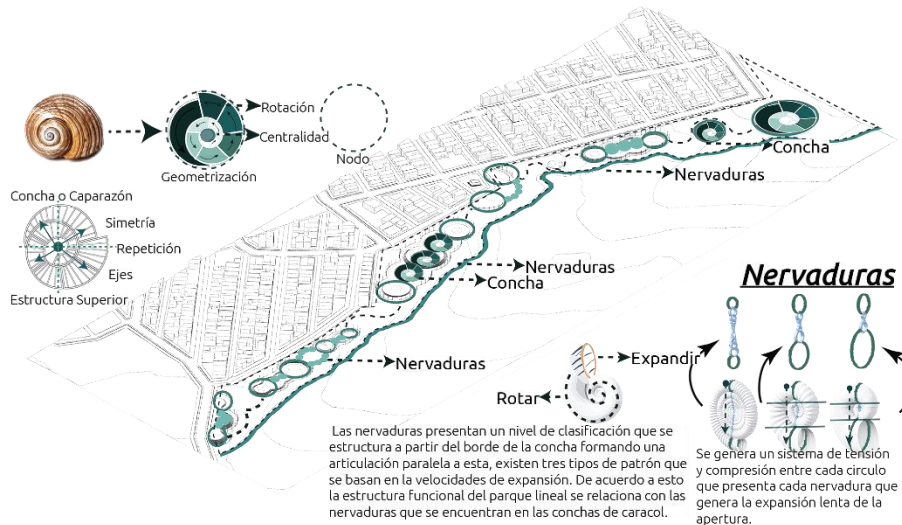 Rotación
Centralidad
Nodo
Geometrización
Concha o Caparazón
Simetría
Repetición
Ejes
Estructura Superior
Concha
Nervaduras
Nervaduras
Concha
Nervaduras
Expandir
Rotar
Las nervaduras presentan un nivel de clasificación que se
estructura a partir del borde de la concha formando una
articulación paralela a esta, existen tres tipos de patrón que
se basan en la velocidades de expansión. De acuerdo a esto
la estructura funcional del parque lineal se relaciona con las
nervaduras que se encuentran en las conchas de caracol.
Nervaduras
Se genera un sistema de tensión
y compresión entre cada circulo
que presenta cada nervadura que
genera la expansión lenta de la
apertura.